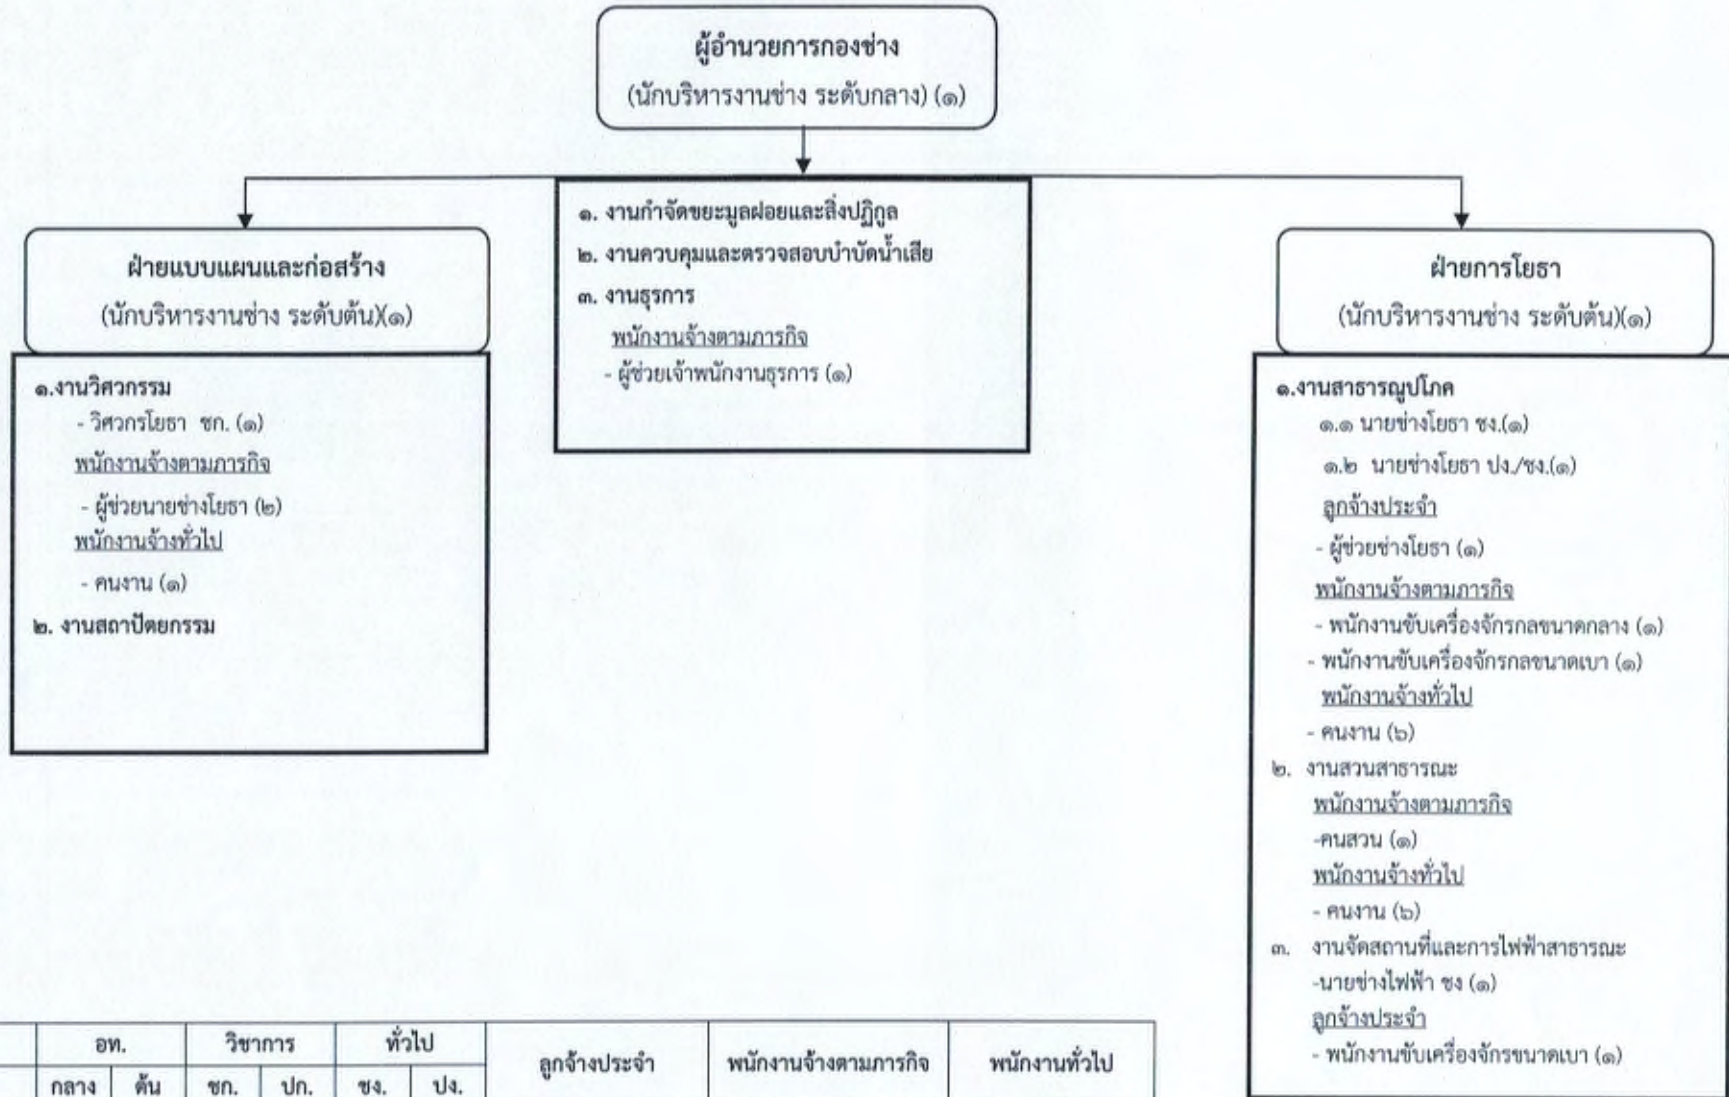 ผู้อำนวยการกองช่าง
(นักบริหารงานช่าง ระดับกลาง) (๑)
ฝ่ายแบบแผนและก่อสร้าง
(นักบริหารงานช่าง ระดับต้น)(๑)
๑.งานวิศวกรรม
- วิศวกรโยธา ชก. (๑)
พนักงานจ้างตามภารกิจ
- ผู้ช่วยนายช่างโยธา (๒)
พนักงานจ้างทั่วไป
- คนงาน (๑)
๒. งานสถาปัตยกรรม
๑. งานกำจัดขยะมูลฝอยและสิ่งปฏิกูล
๒. งานควบคุมและตรวจสอบบำบัดน้ำเสีย
๓. งานธุรการ
พนักงานจ้างตามภารกิจ
- ผู้ช่วยเจ้าพนักงานธุรการ (๑)
ฝ่ายการโยธา
(นักบริหารงานช่าง ระดับต้น)(๑)
๑.งานสาธารณูปโภค
๑.๑ นายช่างโยธา ชง.(๑)
๑.๒ นายช่างโยธา ปง./ชง.(๑)
ลูกจ้างประจำ
- ผู้ช่วยช่างโยธา (๑)
พนักงานจ้างตามภารกิจ
- พนักงานขับเครื่องจักรกลขนาดกลาง (๑)
- พนักงานขับเครื่องจักรกลขนาดเบา (๑)
พนักงานจ้างทั่วไป
- คนงาน (๖)
๒. งานสวนสาธารณะ
พนักงานจ้างตามภารกิจ
-คนสวน (๑)
พนักงานจ้างทั่วไป
- คนงาน (๖)
๓. งานจัดสถานที่และการไฟฟ้าสาธารณะ
-นายช่างไฟฟ้า ชง (๑)
ลูกจ้างประจำ
- พนักงานขับเครื่องจักรขนาดเบา (๑)
อท. วิชาการ ทั่วไป ลูกจ้างประจำ พนักงานจ้างตามภารกิจ พนักงานทั่วไป
กลาง ต้น ชก. ปก. ชง. ปง.